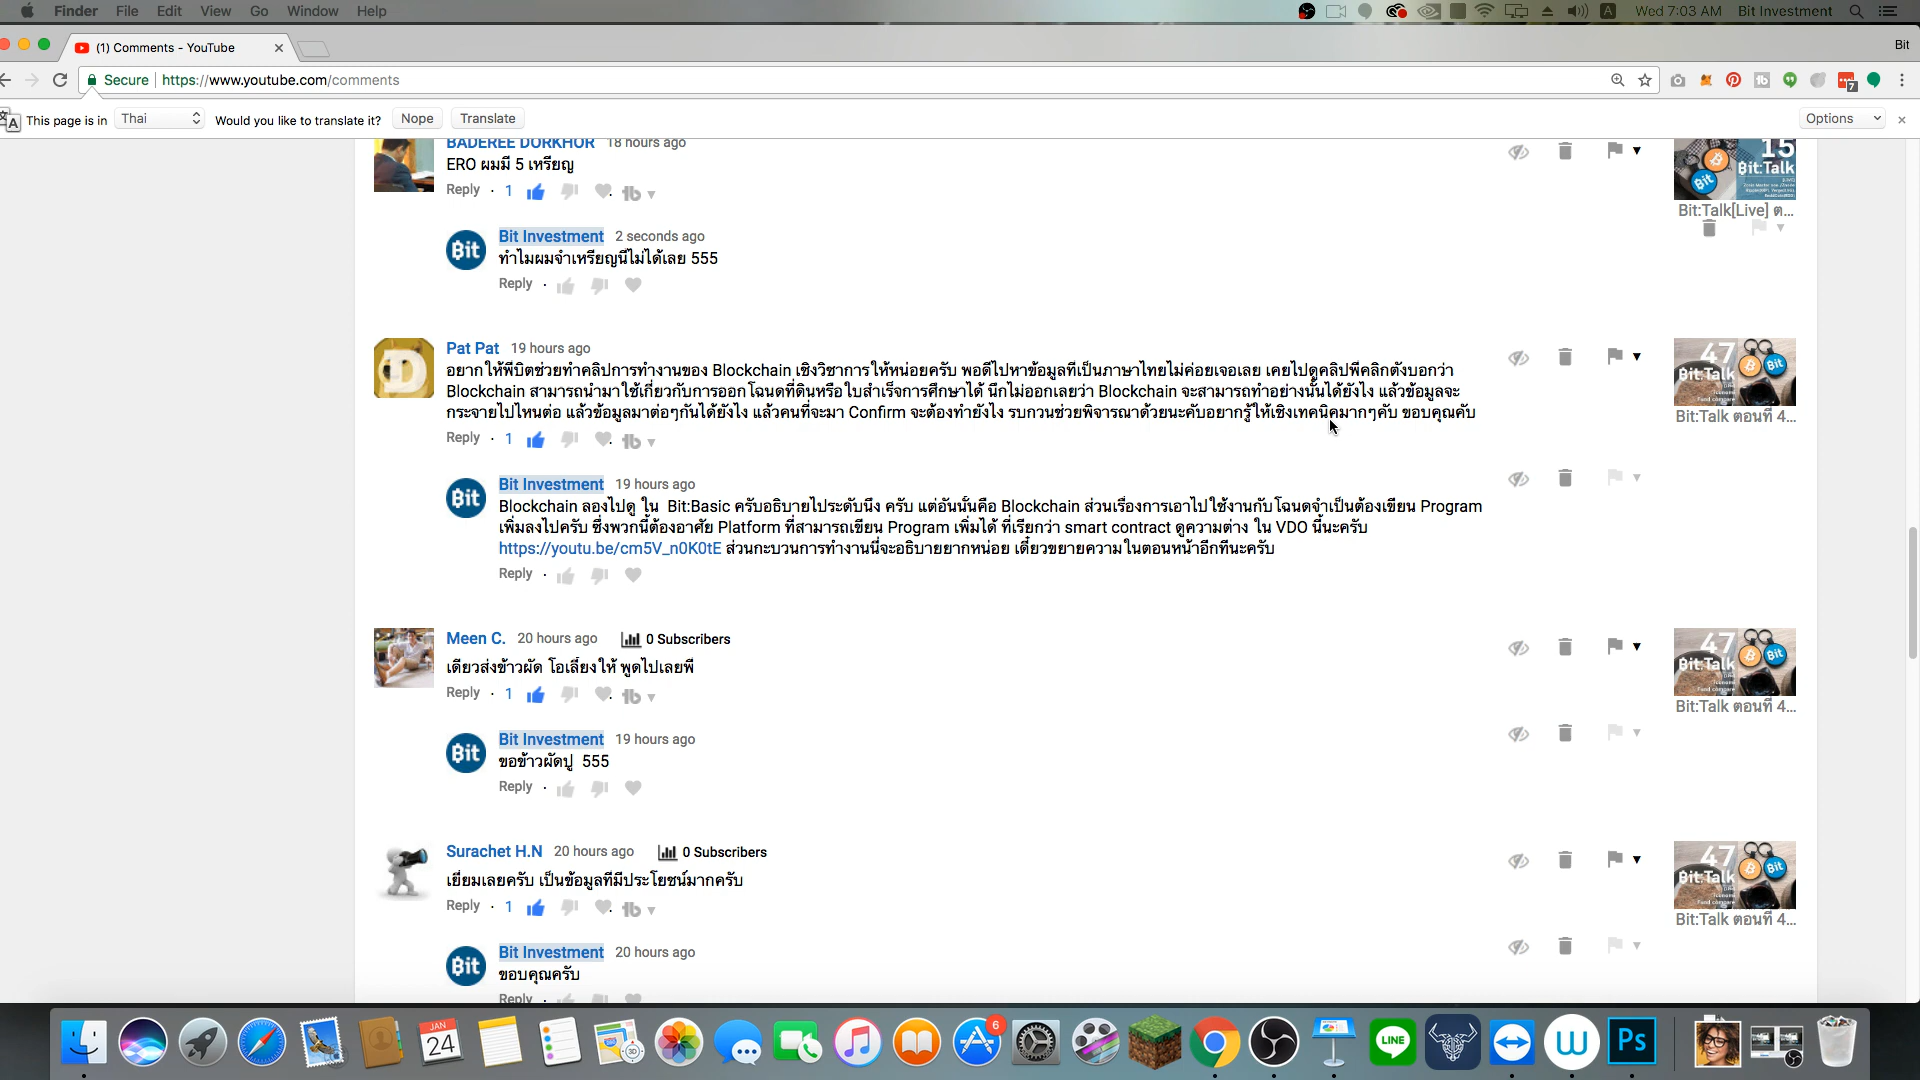 Finder File Edit View Go Window Help Wed 7:03 AM Bit Investment
(1) Comments - YouTube Bit
Secure https://www.youtube.com/comments
This page is in Thai Would you like to translate it? Nope Translate Options
BADEREE DORKHOR 18 hours ago
ERO ผมมี 5 เหรียญ
Reply · 1
15
Bit:Talk
Bit:Talk[Live] ต...
Bit Investment 2 seconds ago
ทำไมผมจำเหรียญนี้ไม่ได้เลย 555
Reply ·
Pat Pat 19 hours ago
อยากให้พี่บิตช่วยทำคลิปการทำงานของ Blockchain เชิงวิชาการให้หน่อยครับ พอดีไปหาข้อมูลที่เป็นภาษาไทยไม่ค่อยเจอเลย เคยไปดูคลิปพี่คลิกตังบอกว่า
Blockchain สามารถนำมาใช้เกี่ยวกับการออกโฉนดที่ดินหรือใบสำเร็จการศึกษาได้ นึกไม่ออกเลยว่า Blockchain จะสามารถทำอย่างนั้นได้ยังไง แล้วข้อมูลจะ
กระจายไปไหนต่อ แล้วข้อมูลมาต่อๆกันได้ยังไง แล้วคนที่จะมา Confirm จะต้องทำยังไง รบกวนช่วยพิจารณาด้วยนะคับอยากรู้ให้เชิงเทคนิคมากๆคับ ขอบคุณคับ
Reply · 1
47
Bit:Talk
Bit:Talk ตอนที่ 4...
Bit Investment 19 hours ago
Blockchain ลองไปดู ใน Bit:Basic ครับอธิบายไประดับนึง ครับ แต่อันนั้นคือ Blockchain ส่วนเรื่องการเอาไปใช้งานกับโฉนดจำเป็นต้องเขียน Program
เพิ่มลงไปครับ ซึ่งพวกนี้ต้องอาศัย Platform ที่สามารถเขียน Program เพิ่มได้ ที่เรียกว่า smart contract ดูความต่าง ใน VDO นี้นะครับ
https://youtu.be/cm5V_n0K0tE ส่วนกะบวนการทำงานนี่จะอธิบายยากหน่อย เดี๋ยวขยายความในตอนหน้าอีกทีนะครับ
Reply ·
Meen C. 20 hours ago 0 Subscribers
เดียวส่งข้าวผัด โอเลี้ยงให้ พูดไปเลยพี่
Reply · 1
47
Bit:Talk
Bit:Talk ตอนที่ 4...
Bit Investment 19 hours ago
ขอข้าวผัดปู 555
Reply ·
Surachet H.N 20 hours ago 0 Subscribers
เยี่ยมเลยครับ เป็นข้อมูลที่มีประโยชน์มากครับ
Reply · 1
47
Bit:Talk
Bit:Talk ตอนที่ 4...
Bit Investment 20 hours ago
ขอบคุณครับ
Reply ·
JAN
24
3D
6
LINE
Ps